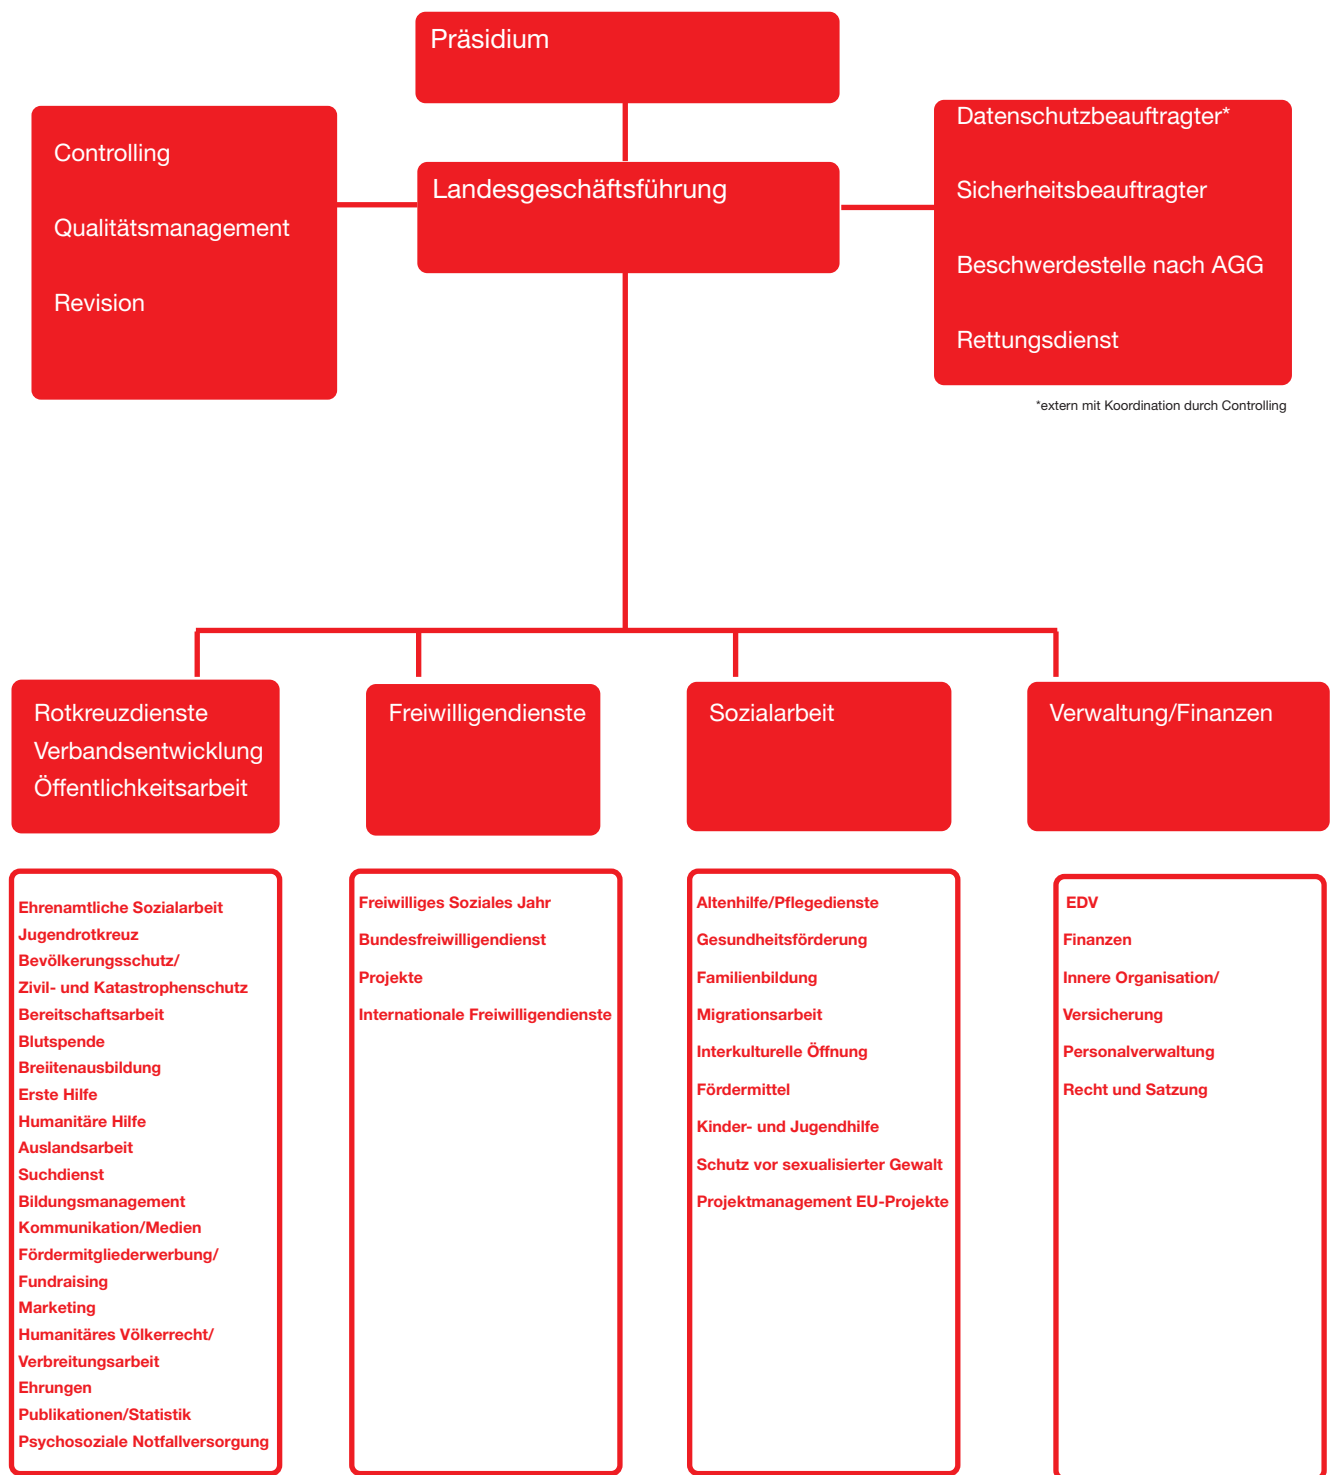 Präsidium
Controlling
Qualitätsmanagement
Revision
Landesgeschäftsführung
Datenschutzbeauftragter*
Sicherheitsbeauftragter
Beschwerdestelle nach AGG
Rettungsdienst
*extern mit Koordination durch Controlling
Rotkreuzdienste
Verbandsentwicklung
Öffentlichkeitsarbeit
Freiwilligendienste
Sozialarbeit
Verwaltung/Finanzen
Ehrenamtliche Sozialarbeit
Jugendrotkreuz
Bevölkerungsschutz/
Zivil- und Katastrophenschutz
Bereitschaftsarbeit
Blutspende
Breiitenausbildung
Erste Hilfe
Humanitäre Hilfe
Auslandsarbeit
Suchdienst
Bildungsmanagement
Kommunikation/Medien
Fördermitgliederwerbung/
Fundraising
Marketing
Humanitäres Völkerrecht/
Verbreitungsarbeit
Ehrungen
Publikationen/Statistik
Psychosoziale Notfallversorgung
Freiwilliges Soziales Jahr
Bundesfreiwilligendienst
Projekte
Internationale Freiwilligendienste
Altenhilfe/Pflegedienste
Gesundheitsförderung
Familienbildung
Migrationsarbeit
Interkulturelle Öffnung
Fördermittel
Kinder- und Jugendhilfe
Schutz vor sexualisierter Gewalt
Projektmanagement EU-Projekte
EDV
Finanzen
Innere Organisation/
Versicherung
Personalverwaltung
Recht und Satzung